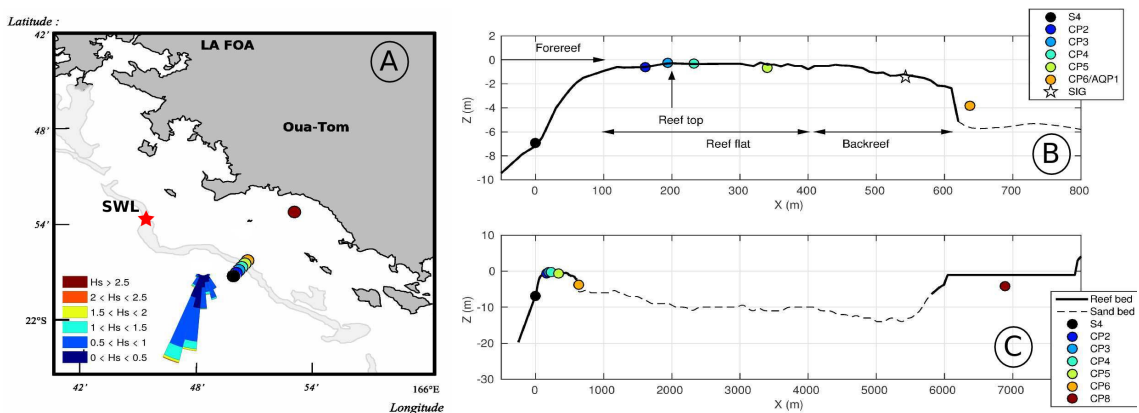 Latitude :
42'
LA FOA
A
48'
Oua-Tom
54'
SWL
22°S
Hs > 2.5
2 < Hs < 2.5
1.5 < Hs < 2
1 < Hs < 1.5
0.5 < Hs < 1
0 < Hs < 0.5
42'
48'
54'
166°E
Longitude
2
0
-2
-4
-6
-8
-10
Z (m)
Forereef
Reef top
Reef flat
Backreef
B
S4
CP2
CP3
CP4
CP5
CP6/AQP1
SIG
0
100
200
300
400
500
600
700
800
X (m)
10
0
-10
-20
-30
Z (m)
C
Reef bed
Sand bed
S4
CP2
CP3
CP4
CP5
CP6
CP8
0
1000
2000
3000
4000
5000
6000
7000
X (m)